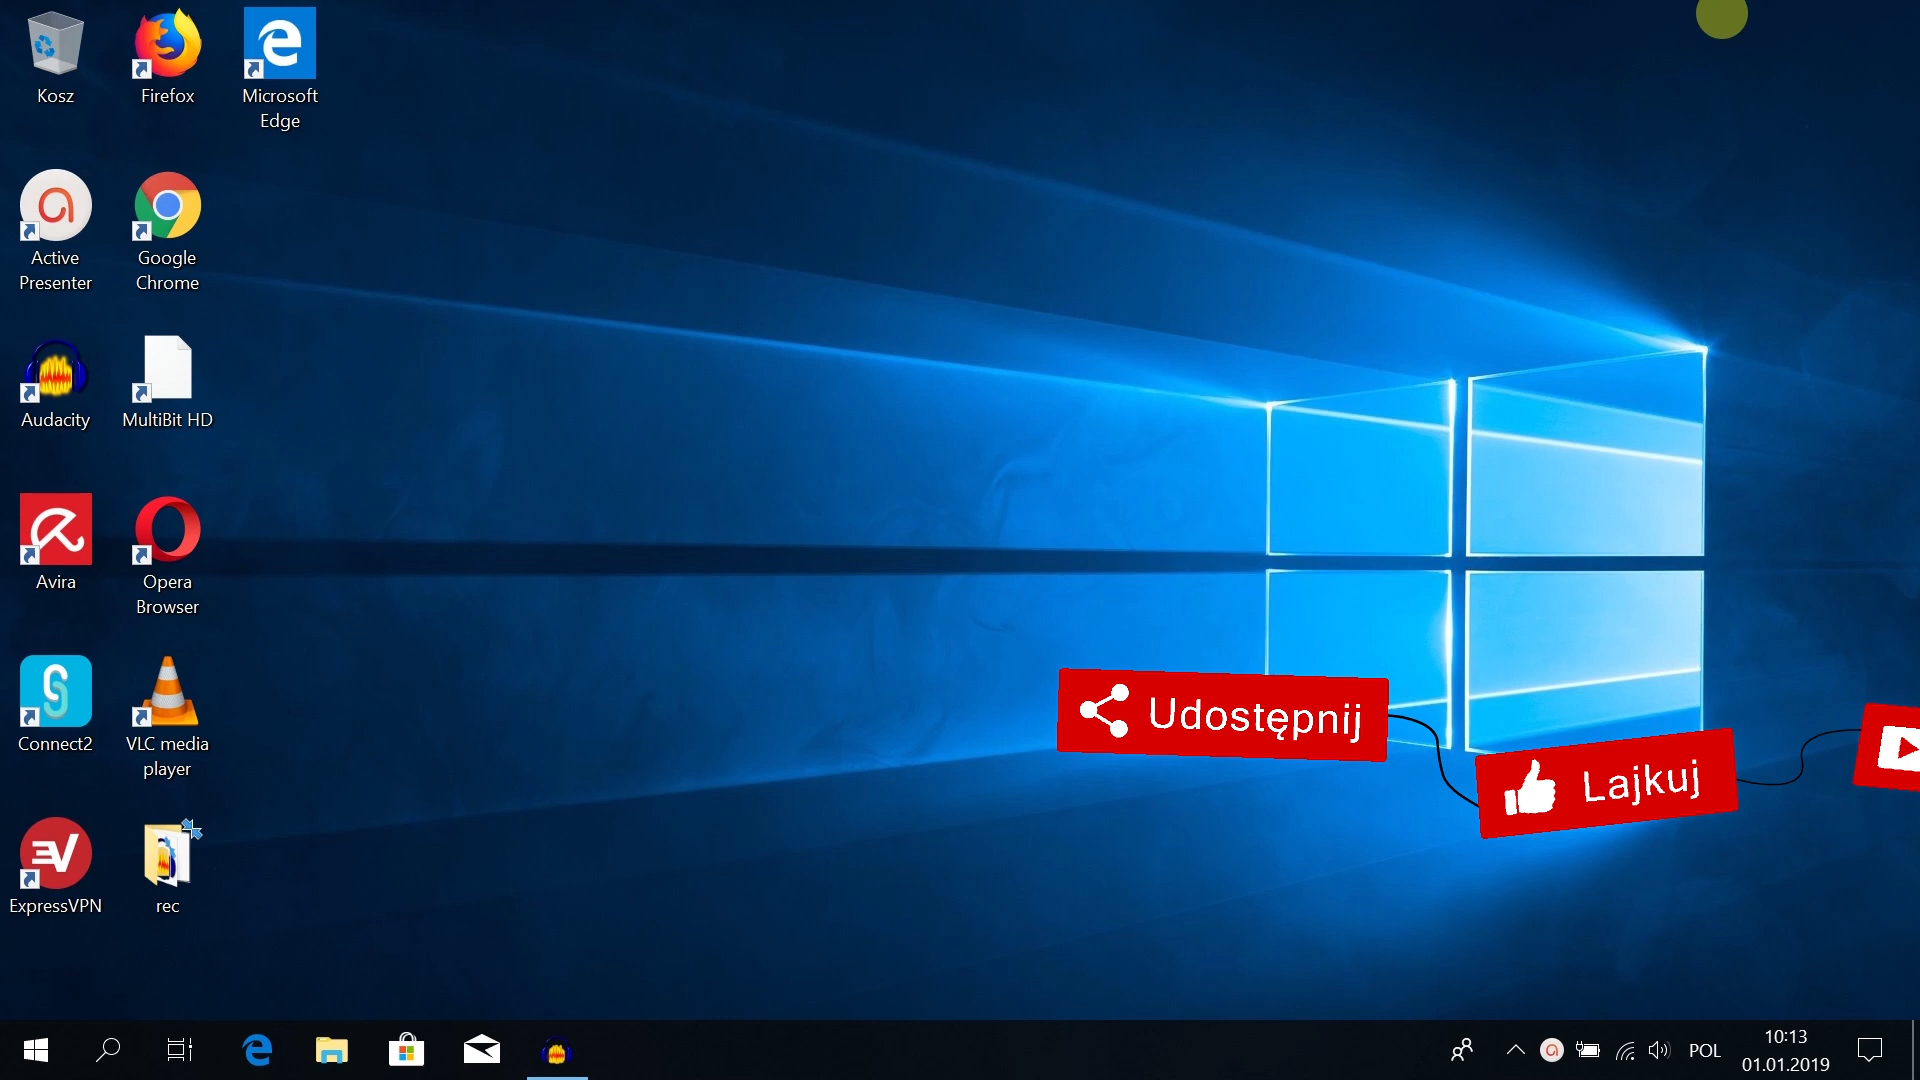 Kosz
Firefox
Microsoft
Edge
Active
Presenter
Google
Chrome
Audacity
MultiBit HD
Avira
Opera
Browser
Connect2
VLC media
player
ExpressVPN
rec
Udostępnij
Lajkuj
POL
10:13
01.01.2019